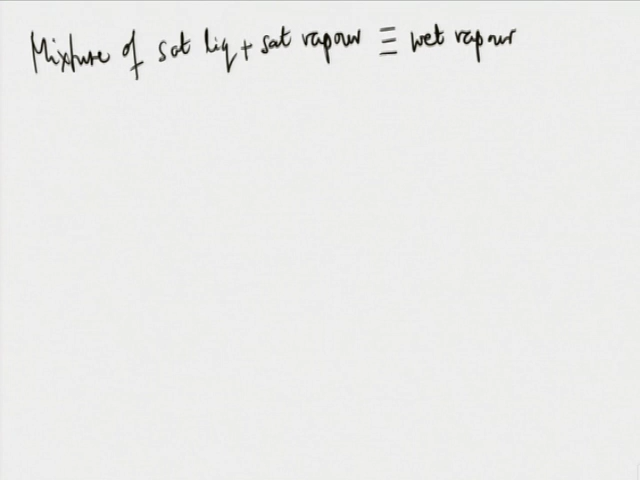 Mixture of sat liq + sat vapour ≡ wet vapour